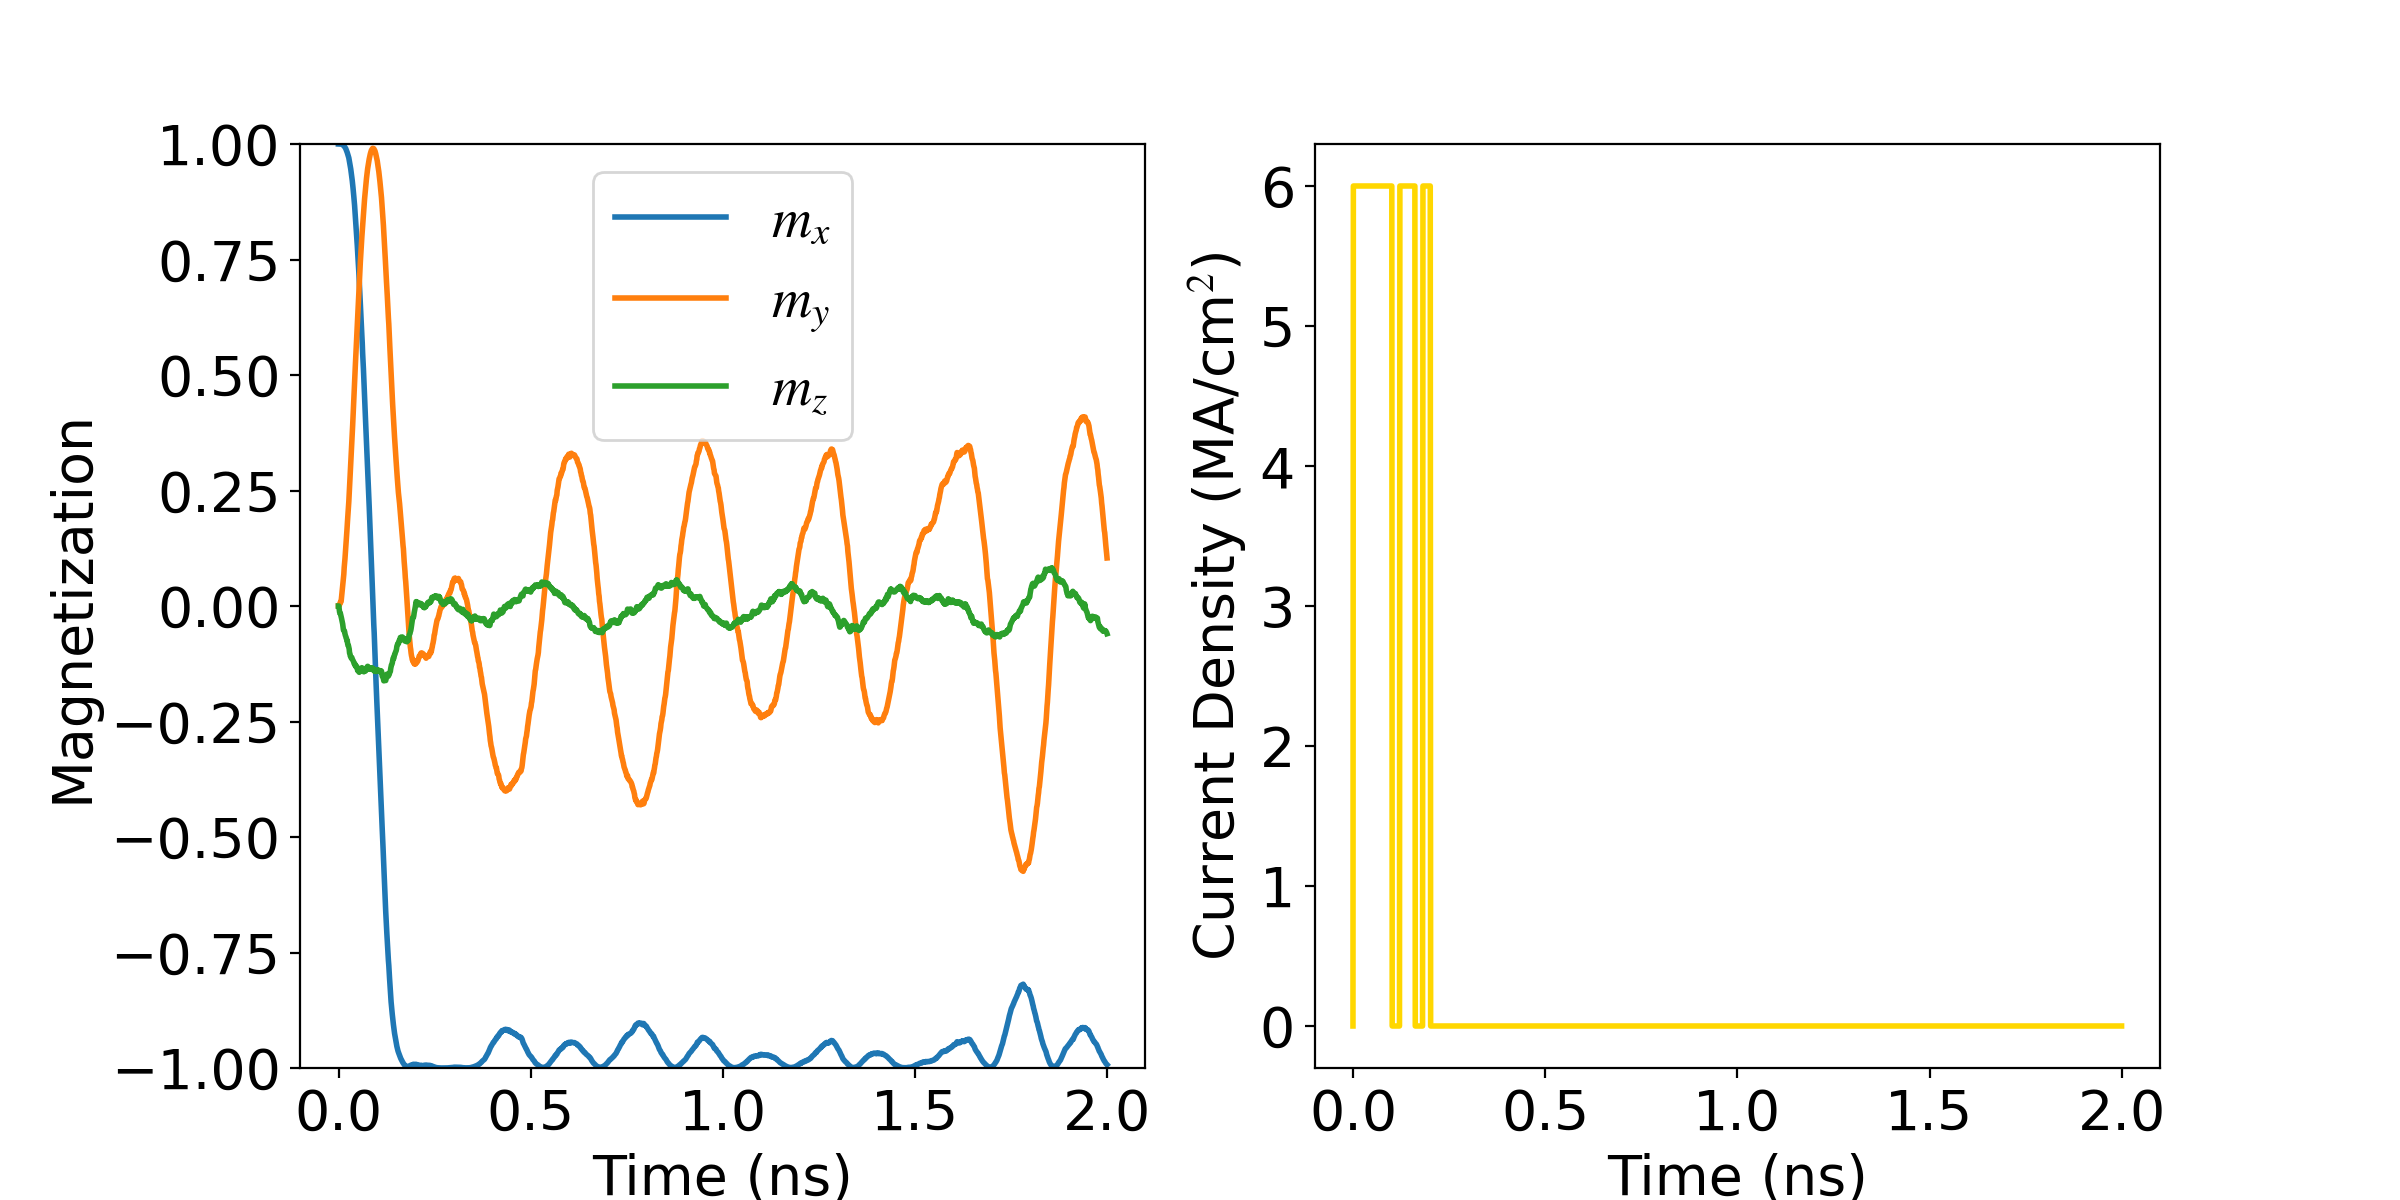 1.00
0.75
0.50
0.25
0.00
−0.25
−0.50
−0.75
−1.00
Magnetization
m_x
m_y
m_z
0.0 0.5 1.0 1.5 2.0
Time (ns)
6
5
4
3
2
1
0
Current Density (MA/cm²)
0.0 0.5 1.0 1.5 2.0
Time (ns)